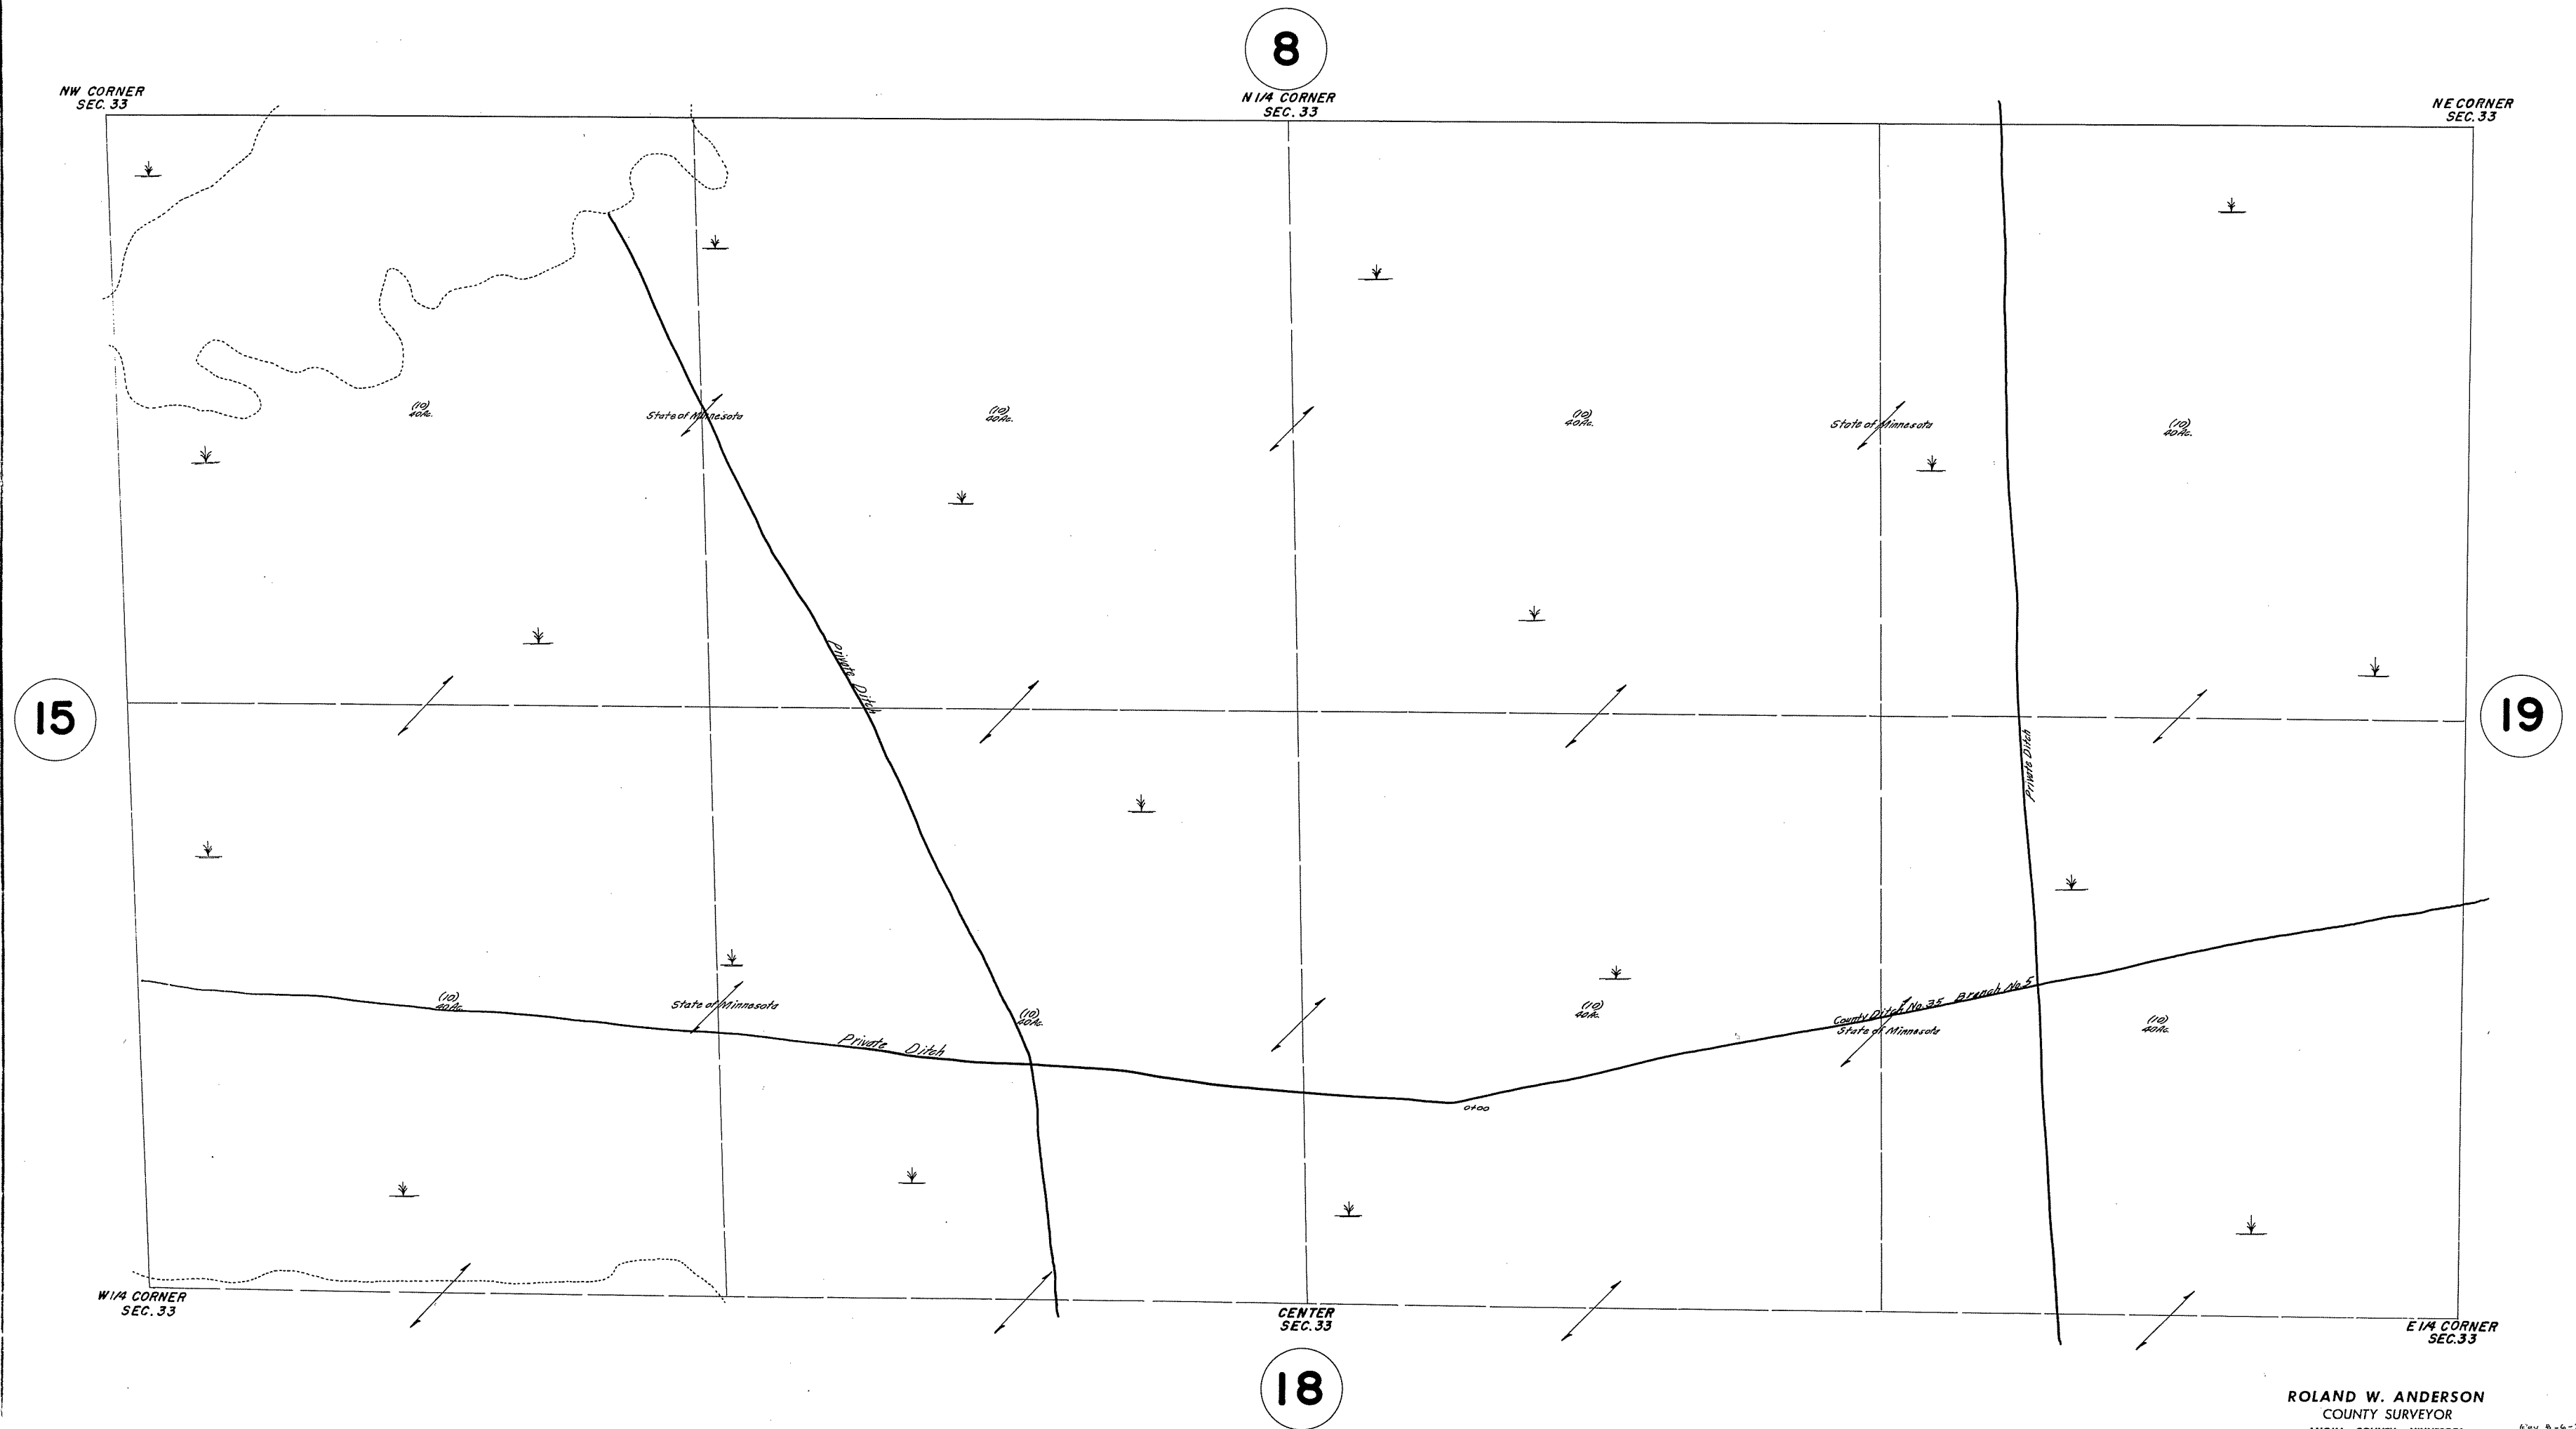 8
NW CORNER
SEC. 33
N 1/4 CORNER
SEC. 33
NE CORNER
SEC. 33
(10)
40Ac.
State of Minnesota
(10)
40Ac.
(10)
40Ac.
State of Minnesota
(10)
40Ac.
Private Ditch
15
19
Private Ditch
(10)
40Ac.
State of Minnesota
(10)
40Ac.
Private Ditch
(10)
40Ac.
County Ditch No. 35 Branch No. 5
State of Minnesota
(10)
40Ac.
0+00
W 1/4 CORNER
SEC. 33
CENTER
SEC. 33
E 1/4 CORNER
SEC. 33
18
ROLAND W. ANDERSON
COUNTY SURVEYOR